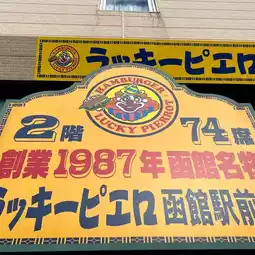 ラッキーピエロ
HAMBURGER
LUCKY PIERROT
2階 74席
創業1987年函館名物
ラッキーピエロ函館駅前